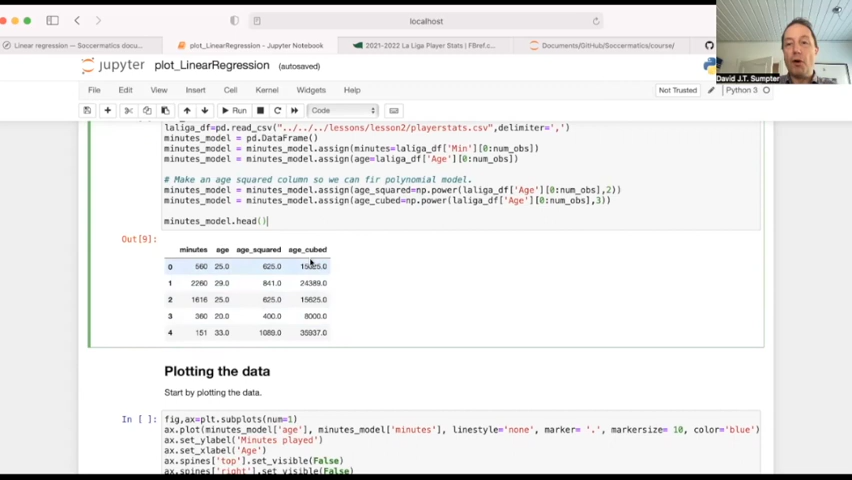 localhost
Linear regression — Soccermatics docu...
plot_LinearRegression - Jupyter Notebook
2021-2022 La Liga Player Stats | FBref.c...
Documents/GitHub/Soccermatics/course/
David J.T. Sumpter
jupyter plot_LinearRegression (autosaved)
File Edit View Insert Cell Kernel Widgets Help
Not Trusted
Python 3
Run
Code
laliga_df=pd.read_csv("../../../lessons/lesson2/playerstats.csv",delimiter=',')
minutes_model = pd.DataFrame()
minutes_model = minutes_model.assign(minutes=laliga_df['Min'][0:num_obs])
minutes_model = minutes_model.assign(age=laliga_df['Age'][0:num_obs])
# Make an age squared column so we can fir polynomial model.
minutes_model = minutes_model.assign(age_squared=np.power(laliga_df['Age'][0:num_obs],2))
minutes_model = minutes_model.assign(age_cubed=np.power(laliga_df['Age'][0:num_obs],3))
minutes_model.head()
Out[9]:
minutes age age_squared age_cubed
0 560 25.0 625.0 15625.0
1 2260 29.0 841.0 24389.0
2 1616 25.0 625.0 15625.0
3 360 20.0 400.0 8000.0
4 151 33.0 1089.0 35937.0
Plotting the data
Start by plotting the data.
In [ ]:
fig,ax=plt.subplots(num=1)
ax.plot(minutes_model['age'], minutes_model['minutes'], linestyle='none', marker= '.', markersize= 10, color='blue')
ax.set_ylabel('Minutes played')
ax.set_xlabel('Age')
ax.spines['top'].set_visible(False)
ax.spines['right'].set_visible(False)